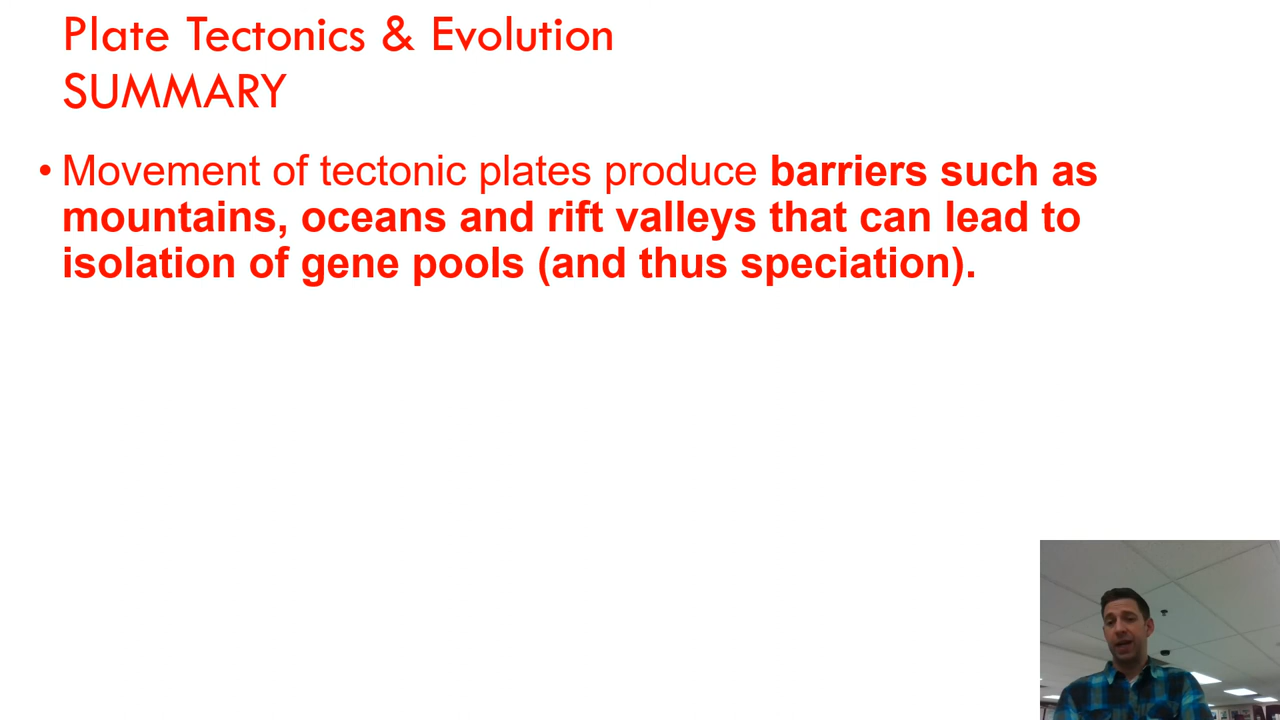 Plate Tectonics & Evolution
SUMMARY
• Movement of tectonic plates produce barriers such as
mountains, oceans and rift valleys that can lead to
isolation of gene pools (and thus speciation).